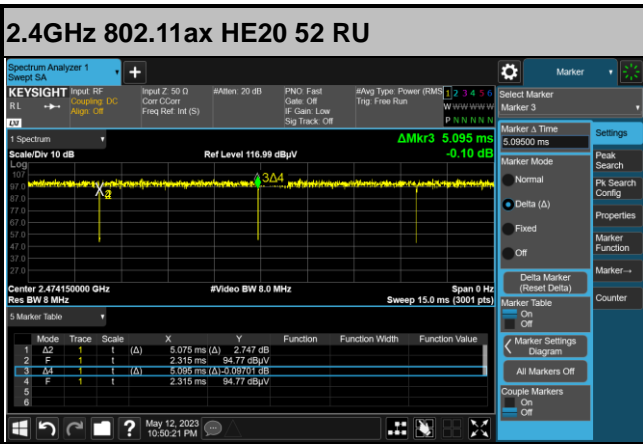 2.4GHz 802.11ax HE20 52 RU
Spectrum Analyzer 1
Swept SA
Marker
KEYSIGHT
RL
Input: RF
Coupling: DC
Align: Off
Input Z: 50 Ω
Corr CCorr
Freq Ref: Int (S)
#Atten: 20 dB
PNO: Fast
Gate: Off
IF Gain: Low
Sig Track: Off
#Avg Type: Power (RMS
Trig: Free Run
1 2 3 4 5 6
W W W W W W
P N N N N N
LXI
Select Marker
Marker 3
1 Spectrum
ΔMkr3 5.095 ms
-0.10 dB
Scale/Div 10 dB
Ref Level 116.99 dBµV
Log
107
97.0
87.0
77.0
67.0
57.0
47.0
37.0
27.0
X2
3Δ4
Center 2.474150000 GHz
Res BW 8 MHz
#Video BW 8.0 MHz
Span 0 Hz
Sweep 15.0 ms (3001 pts)
Marker Δ Time
5.09500 ms
Marker Mode
Normal
Delta (Δ)
Fixed
Off
Delta Marker
(Reset Delta)
Marker Table
On
Off
Marker Settings
Diagram
All Markers Off
Couple Markers
On
Off
Settings
Peak
Search
Pk Search
Config
Properties
Marker
Function
Marker→
Counter
5 Marker Table
Mode Trace Scale X Y Function Function Width Function Value
1 Δ2 1 t (Δ) 5.075 ms (Δ) 2.747 dB
2 F 1 t 2.315 ms 94.77 dBµV
3 Δ4 1 t (Δ) 5.095 ms (Δ) -0.09701 dB
4 F 1 t 2.315 ms 94.77 dBµV
5
6
?
May 12, 2023
10:50:21 PM